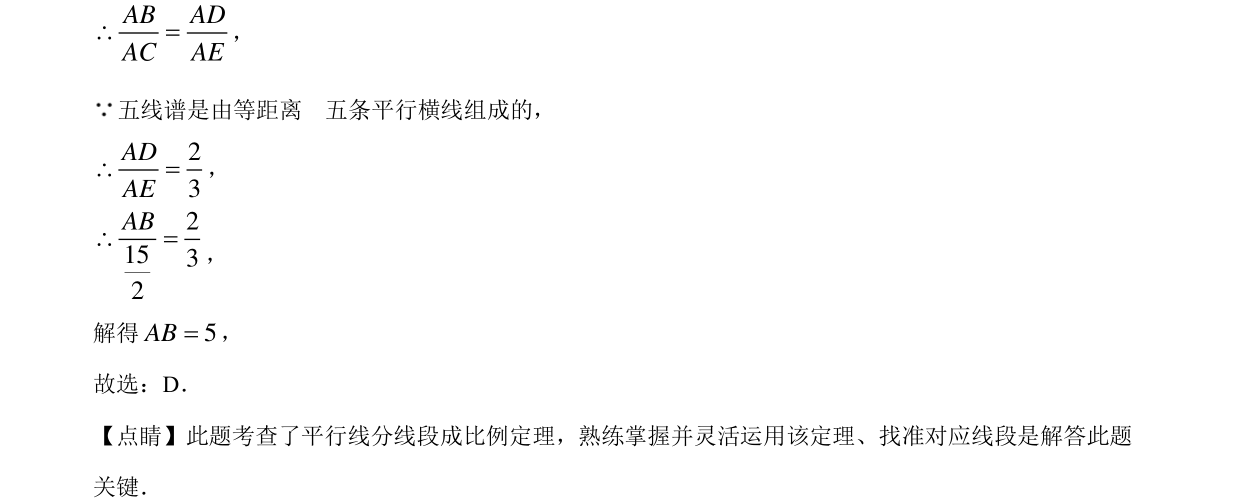 ∴ AB/AC = AD/AE，
∵ 五线谱是由等距离 五条平行横线组成的，
∴ AD/AE = 2/3，
∴ AB/(15/2) = 2/3，
解得 AB = 5，
故选：D．
【点睛】此题考查了平行线分线段成比例定理，熟练掌握并灵活运用该定理、找准对应线段是解答此题
关键．